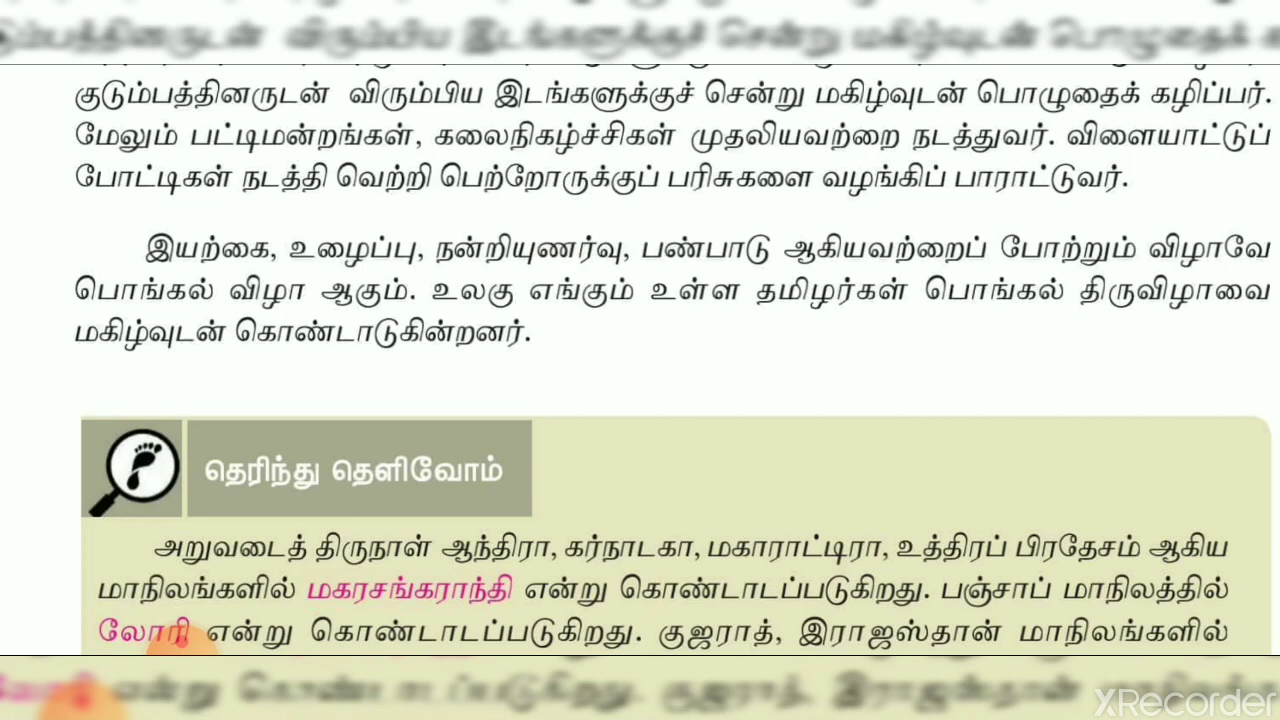 குடும்பத்தினருடன் விரும்பிய இடங்களுக்குச் சென்று மகிழ்வுடன் பொழுதைக் கழிப்பர்.
மேலும் பட்டிமன்றங்கள், கலைநிகழ்ச்சிகள் முதலியவற்றை நடத்துவர். விளையாட்டுப்
போட்டிகள் நடத்தி வெற்றி பெற்றோருக்குப் பரிசுகளை வழங்கிப் பாராட்டுவர்.
இயற்கை, உழைப்பு, நன்றியுணர்வு, பண்பாடு ஆகியவற்றைப் போற்றும் விழாவே
பொங்கல் விழா ஆகும். உலகு எங்கும் உள்ள தமிழர்கள் பொங்கல் திருவிழாவை
மகிழ்வுடன் கொண்டாடுகின்றனர்.
தெரிந்து தெளிவோம்
அறுவடைத் திருநாள் ஆந்திரா, கர்நாடகா, மகாராட்டிரா, உத்திரப் பிரதேசம் ஆகிய
மாநிலங்களில் மகரசங்கராந்தி என்று கொண்டாடப்படுகிறது. பஞ்சாப் மாநிலத்தில்
லோரி என்று கொண்டாடப்படுகிறது. குஜராத், இராஜஸ்தான் மாநிலங்களில்
XRecorder